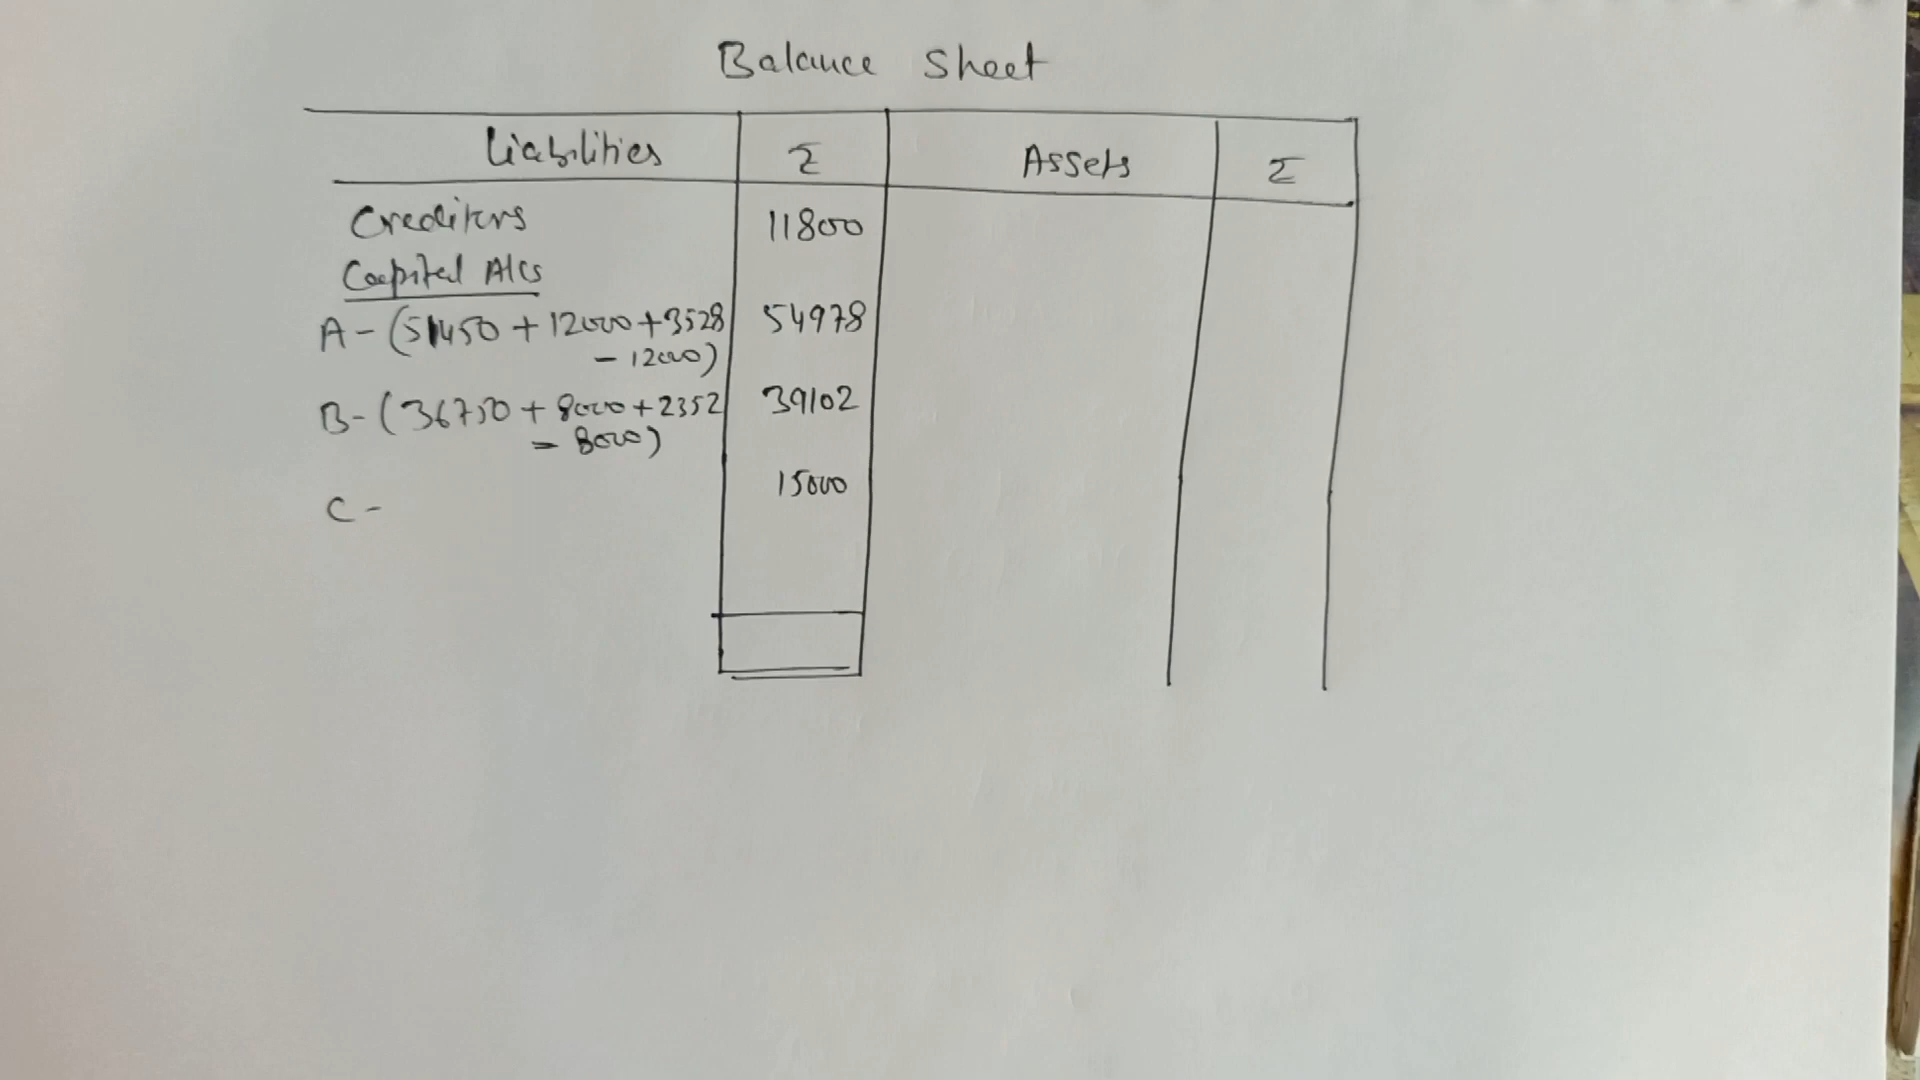 Balance Sheet
Liabilities ₹ Assets ₹
Creditors 11800
Capital A/cs
A - (51450 + 12000 + 3528 54978
- 12000)
B - (36750 + 8000 + 2352 39102
- 8000)
C - 15000